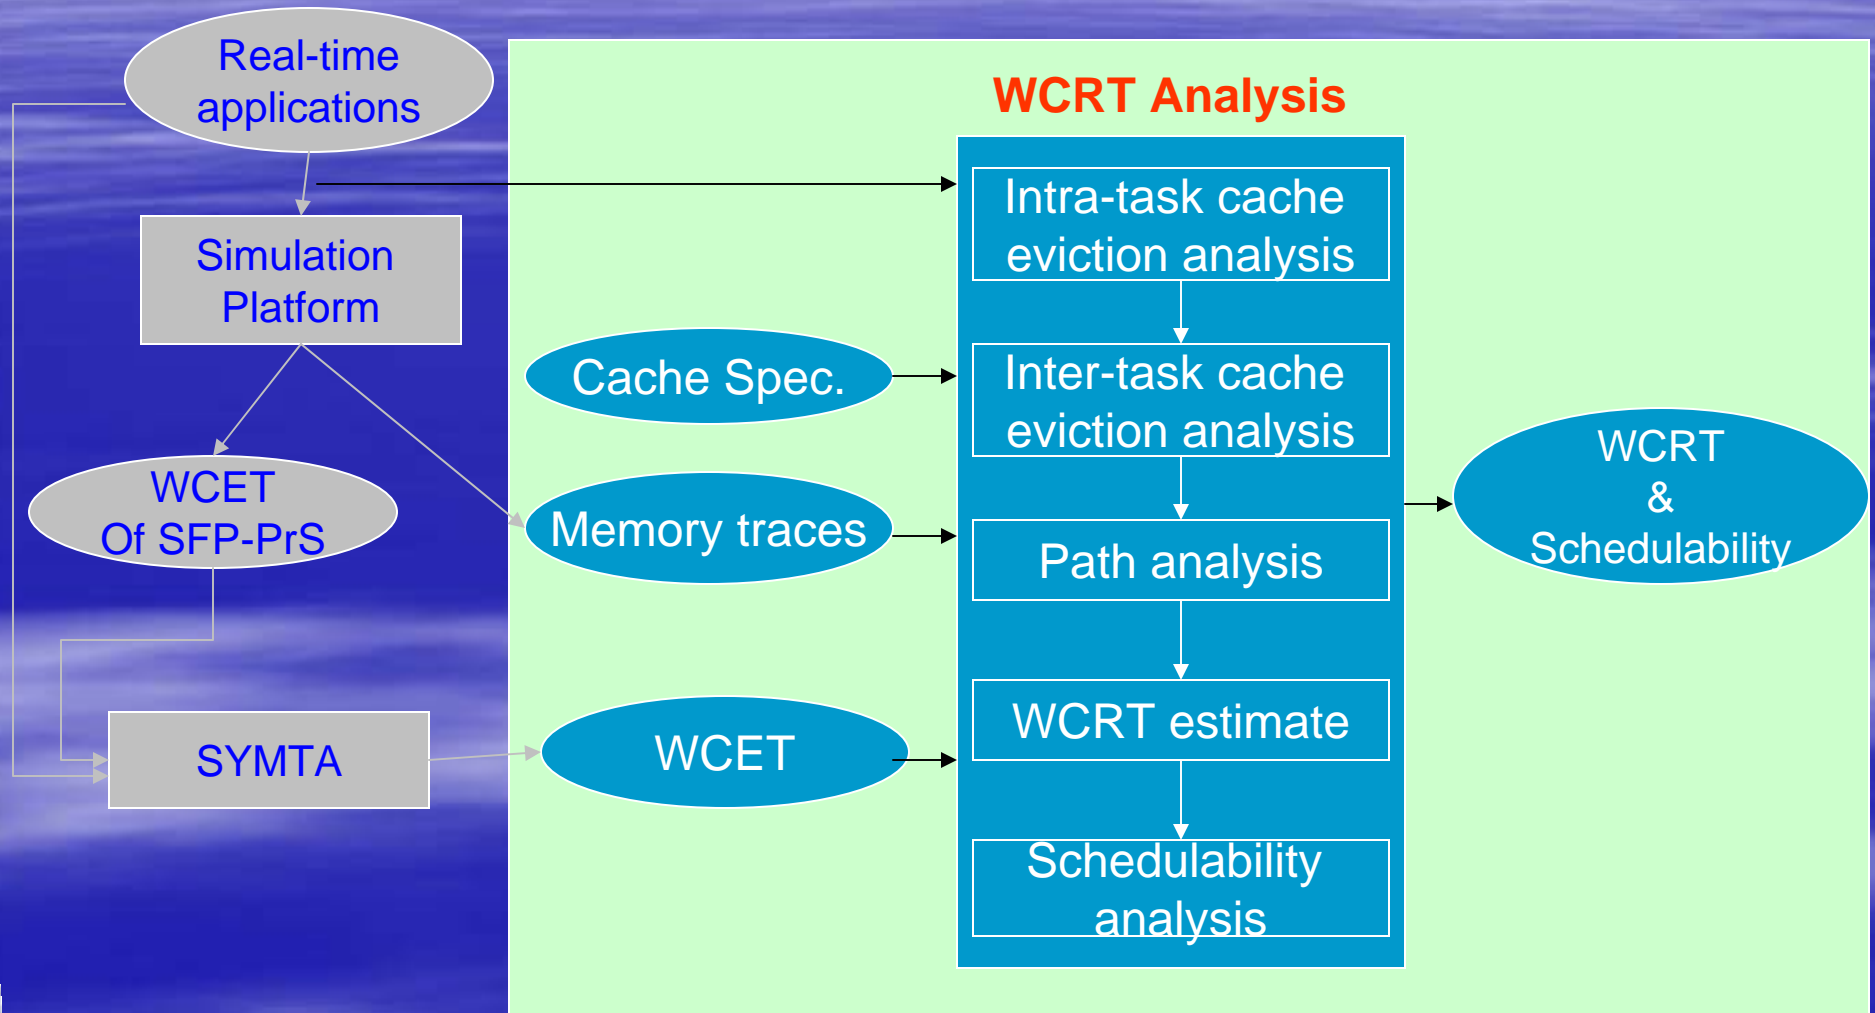 Real-time
applications
Simulation
Platform
WCET
Of SFP-PrS
SYMTA
WCRT Analysis
Cache Spec.
Memory traces
WCET
Intra-task cache
eviction analysis
Inter-task cache
eviction analysis
Path analysis
WCRT estimate
Schedulability
analysis
WCRT
&
Schedulability